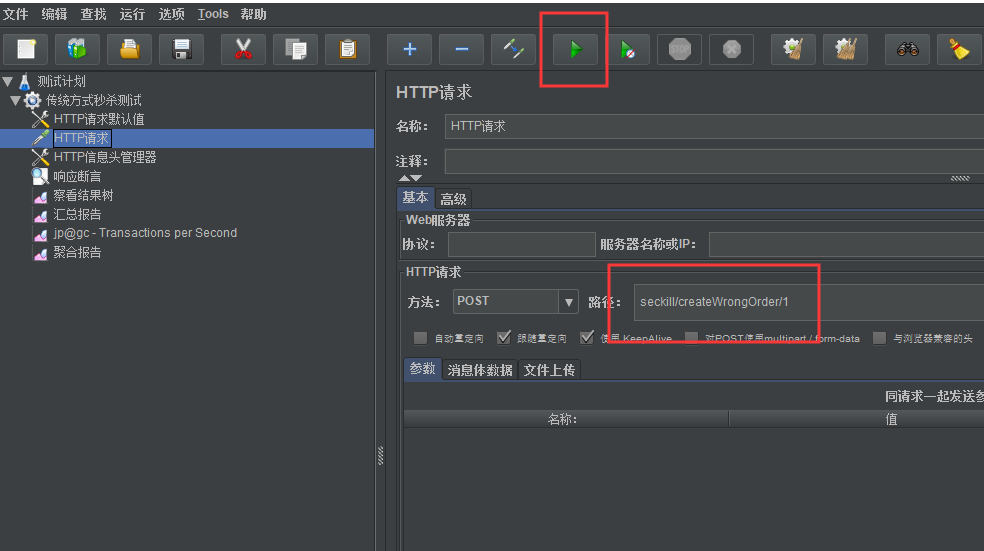 文件 编辑 查找 运行 选项 Tools 帮助
STOP
测试计划
传统方式秒杀测试
HTTP请求默认值
HTTP请求
HTTP信息头管理器
响应断言
察看结果树
汇总报告
jp@gc - Transactions per Second
聚合报告
HTTP请求
名称： HTTP请求
注释：
基本 高级
Web服务器
协议： 服务器名称或IP：
HTTP请求
方法： POST 路径： seckill/createWrongOrder/1
自动重定向 跟随重定向 使用 KeepAlive 对POST使用multipart / form-data 与浏览器兼容的头
参数 消息体数据 文件上传
同请求一起发送参
名称： 值